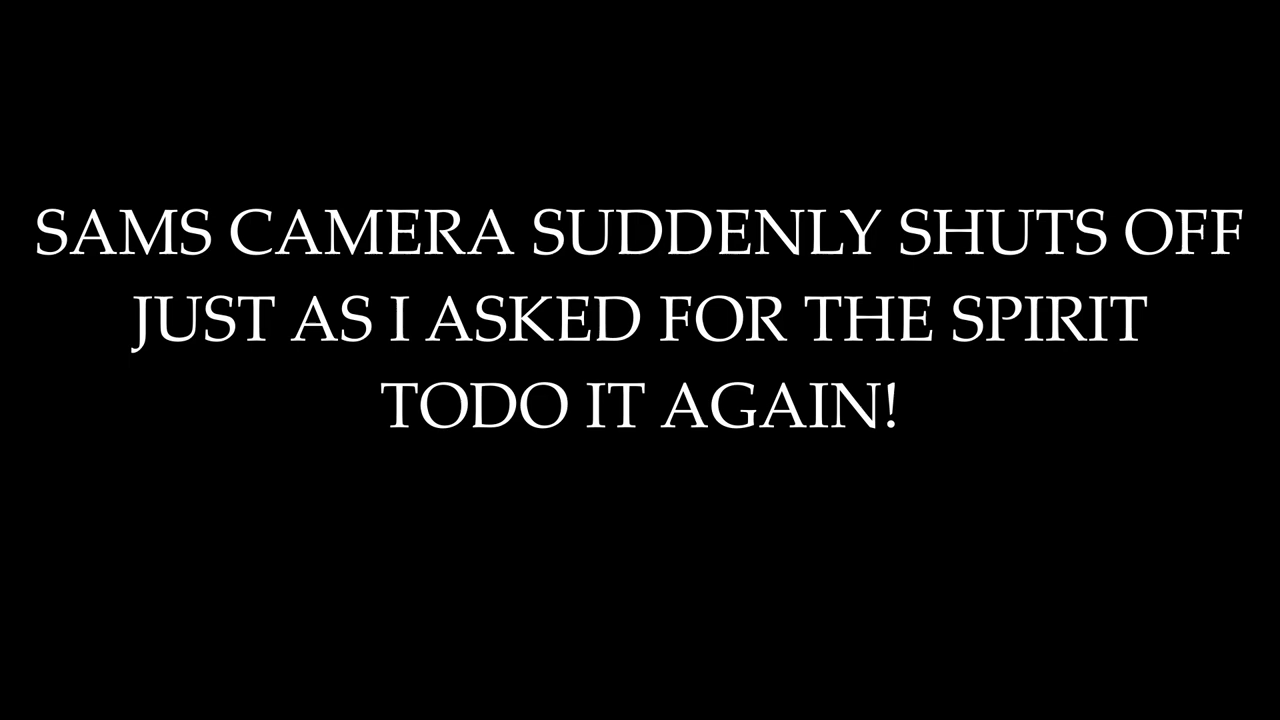 SAMS CAMERA SUDDENLY SHUTS OFF
JUST AS I ASKED FOR THE SPIRIT
TODO IT AGAIN!